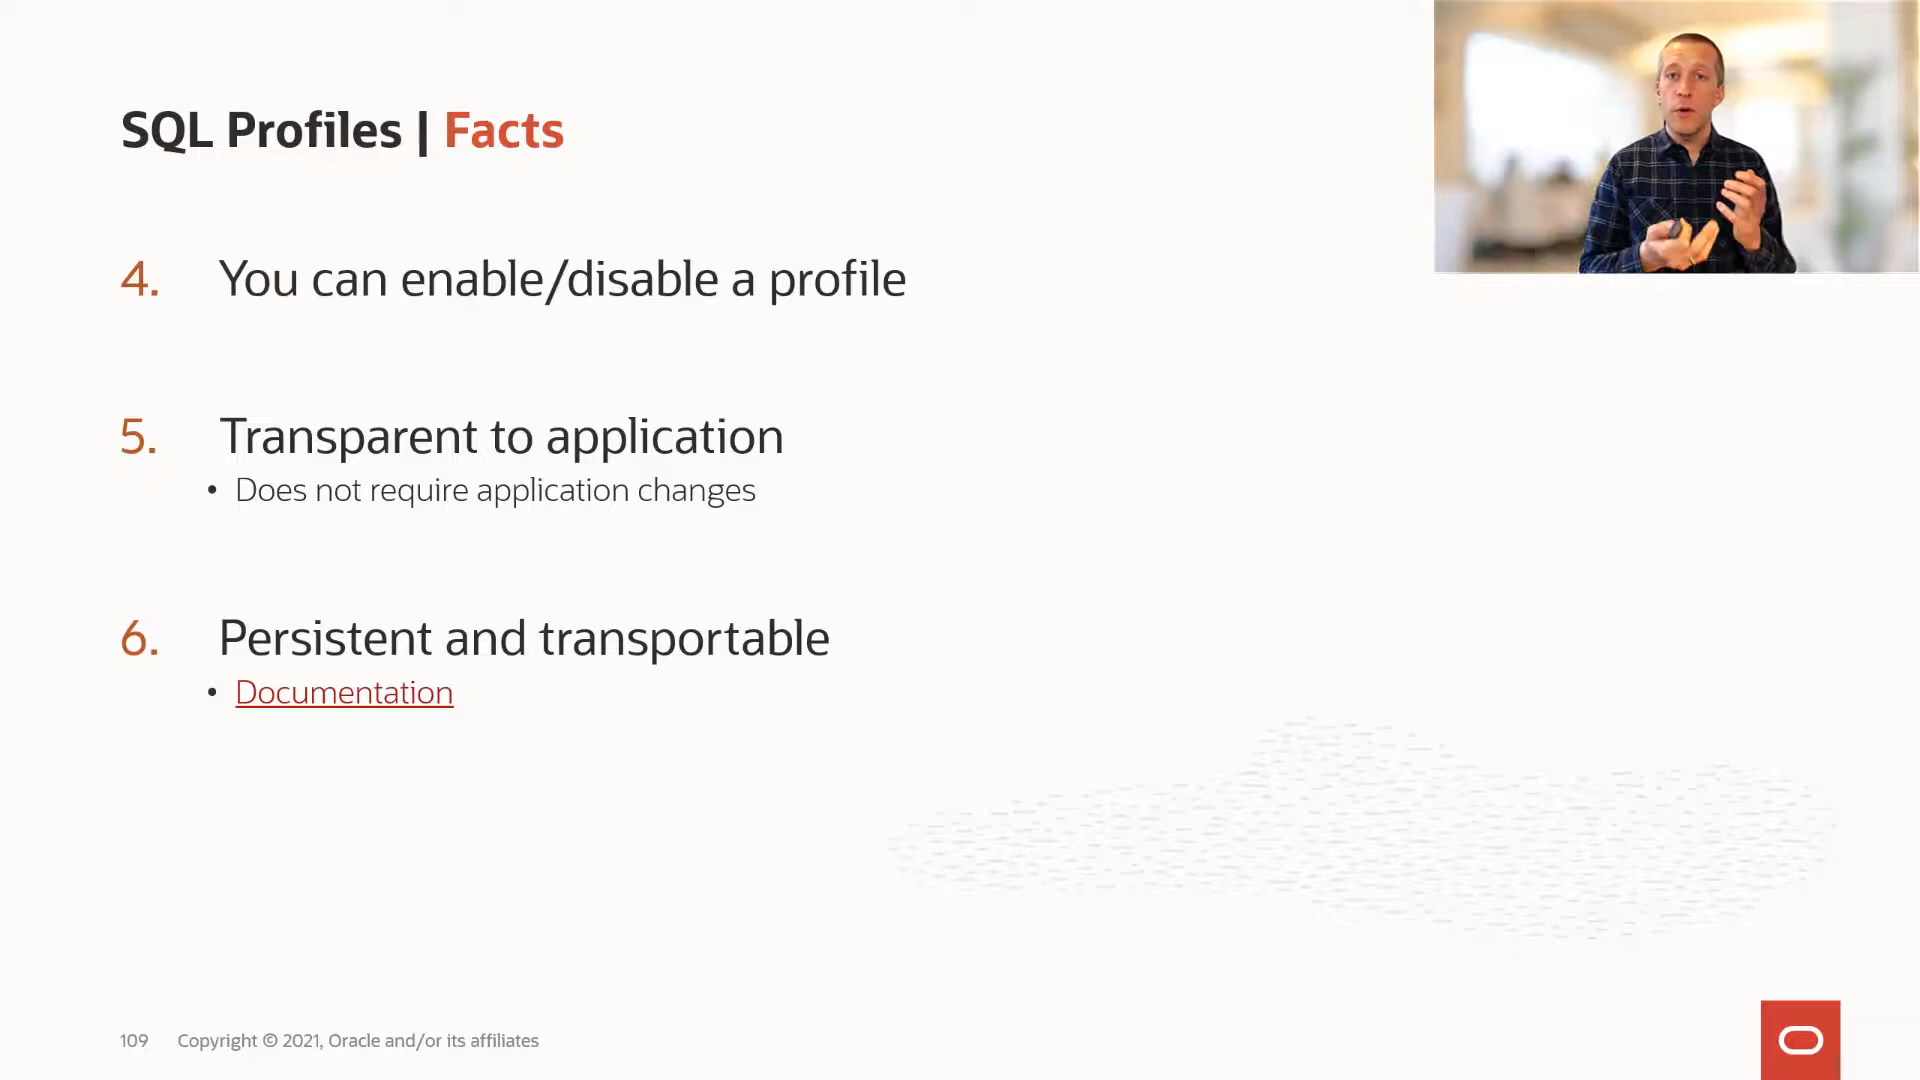 SQL Profiles | Facts
4. You can enable/disable a profile
5. Transparent to application
• Does not require application changes
6. Persistent and transportable
• Documentation
109 Copyright © 2021, Oracle and/or its affiliates